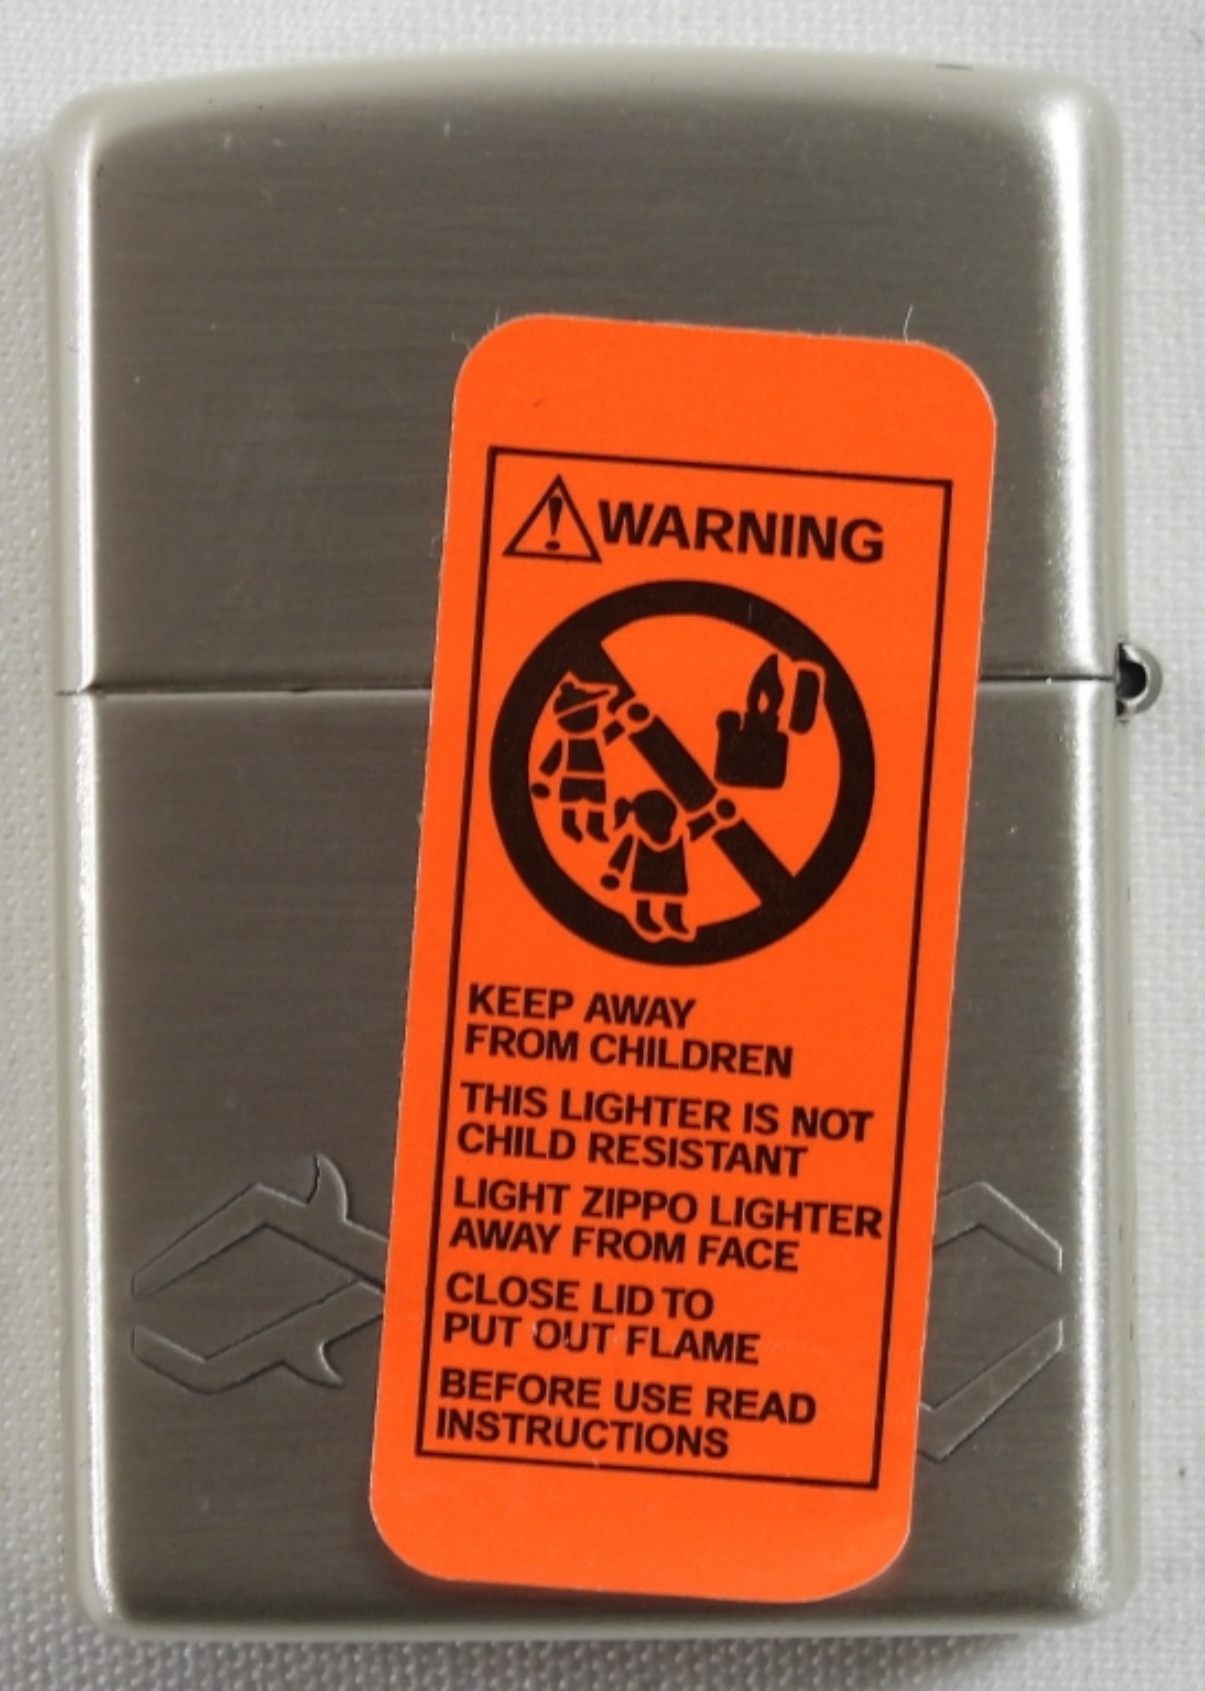 WARNING
KEEP AWAY
FROM CHILDREN
THIS LIGHTER IS NOT
CHILD RESISTANT
LIGHT ZIPPO LIGHTER
AWAY FROM FACE
CLOSE LID TO
PUT OUT FLAME
BEFORE USE READ
INSTRUCTIONS